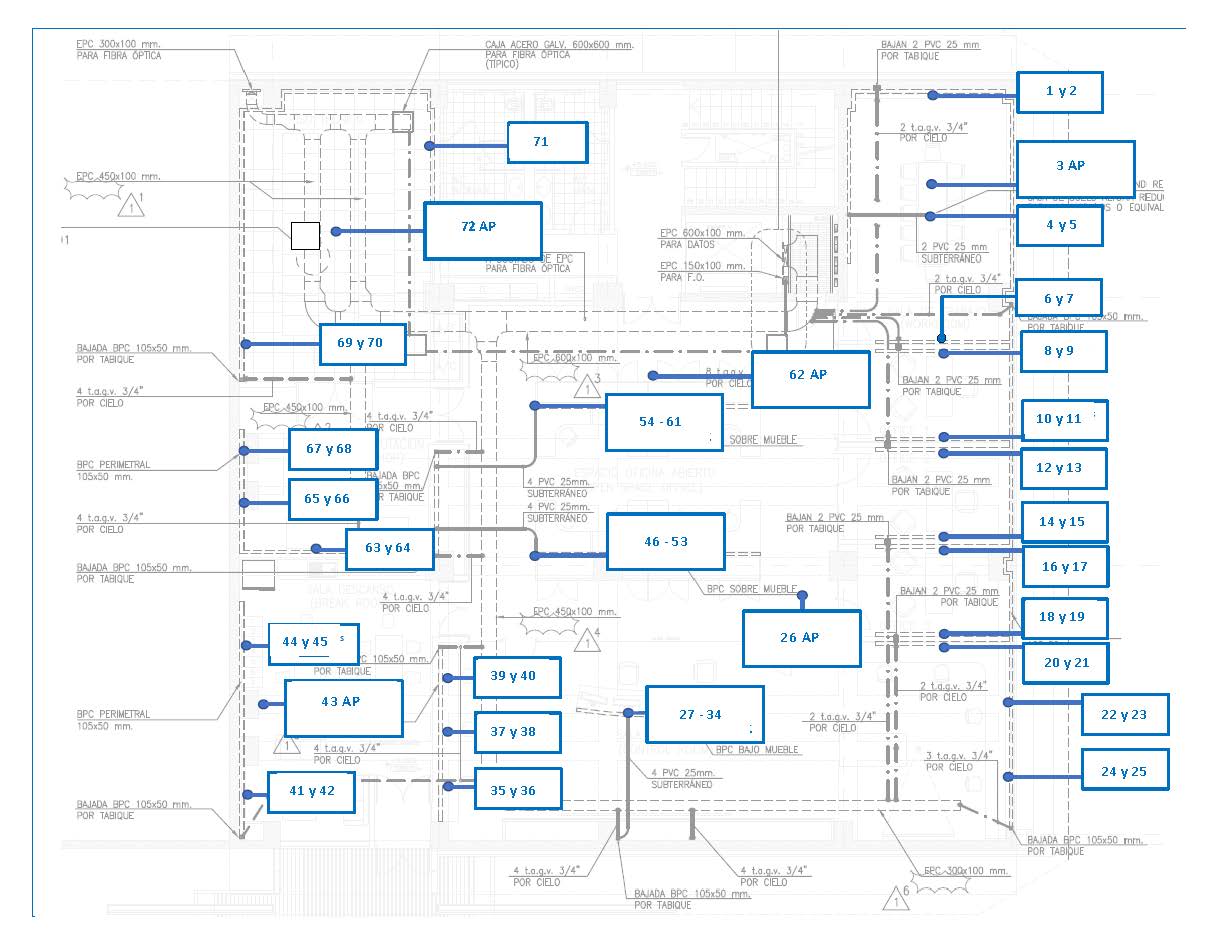 EPC 300x100 mm.
PARA FIBRA ÓPTICA
CAJA ACERO GALV. 600x600 mm.
PARA FIBRA ÓPTICA
(TÍPICO)
BAJAN 2 PVC 25 mm
POR TABIQUE
1 y 2
2 t.a.g.v. 3/4"
POR CIELO
71
3 AP
EPC 450x100 mm.
1
72 AP
4 y 5
EPC 600x100 mm.
PARA DATOS
2 PVC 25 mm
SUBTERRÁNEO
DE EPC
PARA FIBRA ÓPTICA
EPC 150x100 mm.
PARA F.O.
2 t.a.g.v. 3/4"
POR CIELO
6 y 7
105x50 mm.
POR TABIQUE
69 y 70
8 y 9
BAJADA BPC 105x50 mm.
POR TABIQUE
EPC 600x100 mm.
3
1
8 t.a.g.v.
POR CIELO
62 AP
BAJAN 2 PVC 25 mm
POR TABIQUE
4 t.a.g.v. 3/4"
POR CIELO
EPC 450x100 mm.
4 t.a.g.v. 3/4"
POR CIELO
54 - 61
SOBRE MUEBLE
10 y 11
67 y 68
BPC PERIMETRAL
105x50 mm.
BAJADA BPC
x50 mm.
POR TABIQUE
4 PVC 25mm.
SUBTERRÁNEO
BAJAN 2 PVC 25 mm
POR TABIQUE
12 y 13
65 y 66
4 t.a.g.v. 3/4"
POR CIELO
4 PVC 25mm.
SUBTERRÁNEO
BAJAN 2 PVC 25 mm
POR TABIQUE
14 y 15
63 y 64
46 - 53
16 y 17
BAJADA BPC 105x50 mm.
POR TABIQUE
4 t.a.g.v. 3/4"
POR CIELO
BPC SOBRE MUEBLE
BAJAN 2 PVC 25 mm
POR TABIQUE
EPC 450x100 mm.
4
1
18 y 19
44 y 45
26 AP
20 y 21
BPC 105x50 mm.
POR TABIQUE
39 y 40
43 AP
2 t.a.g.v. 3/4"
POR CIELO
27 - 34
BPC PERIMETRAL
105x50 mm.
22 y 23
2 t.a.g.v. 3/4"
POR CIELO
37 y 38
1
4 t.a.g.v. 3/4"
POR CIELO
BPC BAJO MUEBLE
3 t.a.g.v. 3/4"
POR CIELO
4 PVC 25mm.
SUBTERRÁNEO
24 y 25
41 y 42
35 y 36
BAJADA BPC 105x50 mm.
POR TABIQUE
BAJADA BPC 105x50 mm.
POR TABIQUE
4 t.a.g.v. 3/4"
POR CIELO
4 t.a.g.v. 3/4"
POR CIELO
EPC 300x100 mm.
BAJADA BPC 105x50 mm.
POR TABIQUE
6
1